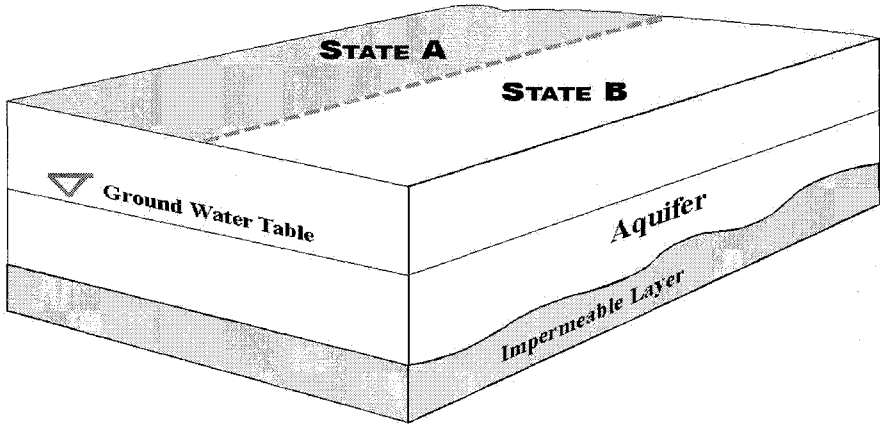 STATE A
STATE B
Ground Water Table
Aquifer
Impermeable Layer